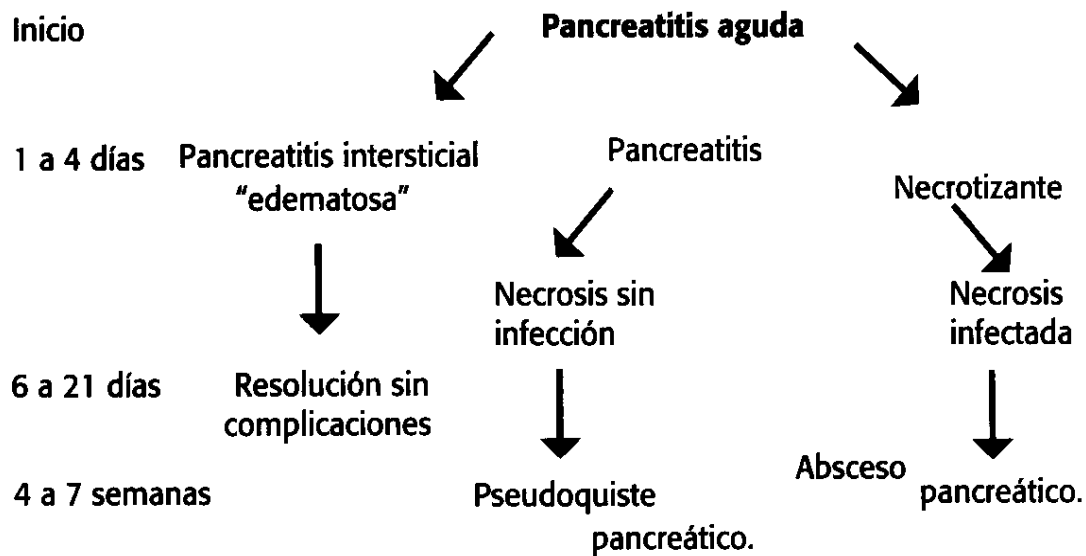 Inicio
Pancreatitis aguda
1 a 4 días
Pancreatitis intersticial
"edematosa"
Pancreatitis
Necrotizante
Necrosis sin
infección
Necrosis
infectada
6 a 21 días
Resolución sin
complicaciones
4 a 7 semanas
Pseudoquiste
pancreático.
Absceso
pancreático.